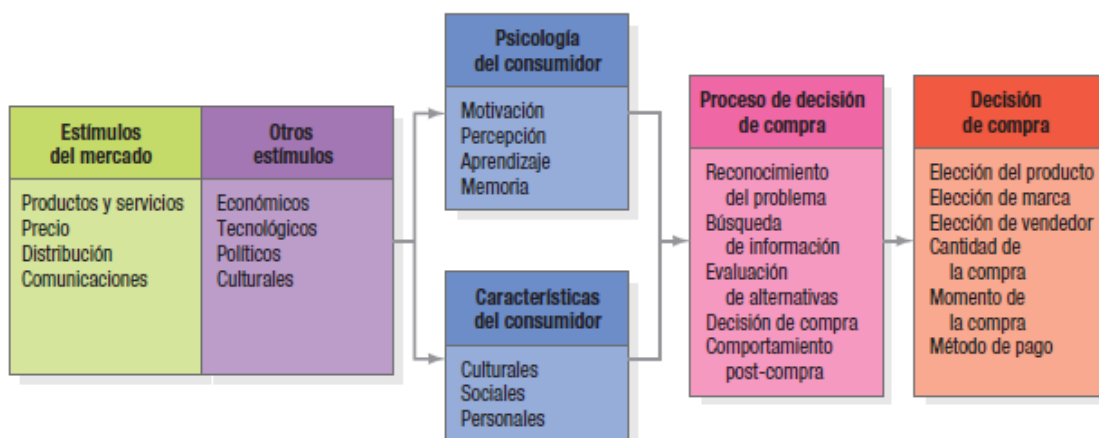 Estímulos
del mercado
Productos y servicios
Precio
Distribución
Comunicaciones
Otros
estímulos
Económicos
Tecnológicos
Políticos
Culturales
Psicología
del consumidor
Motivación
Percepción
Aprendizaje
Memoria
Características
del consumidor
Culturales
Sociales
Personales
Proceso de decisión
de compra
Reconocimiento
del problema
Búsqueda
de información
Evaluación
de alternativas
Decisión de compra
Comportamiento
post-compra
Decisión
de compra
Elección del producto
Elección de marca
Elección de vendedor
Cantidad de
la compra
Momento de
la compra
Método de pago